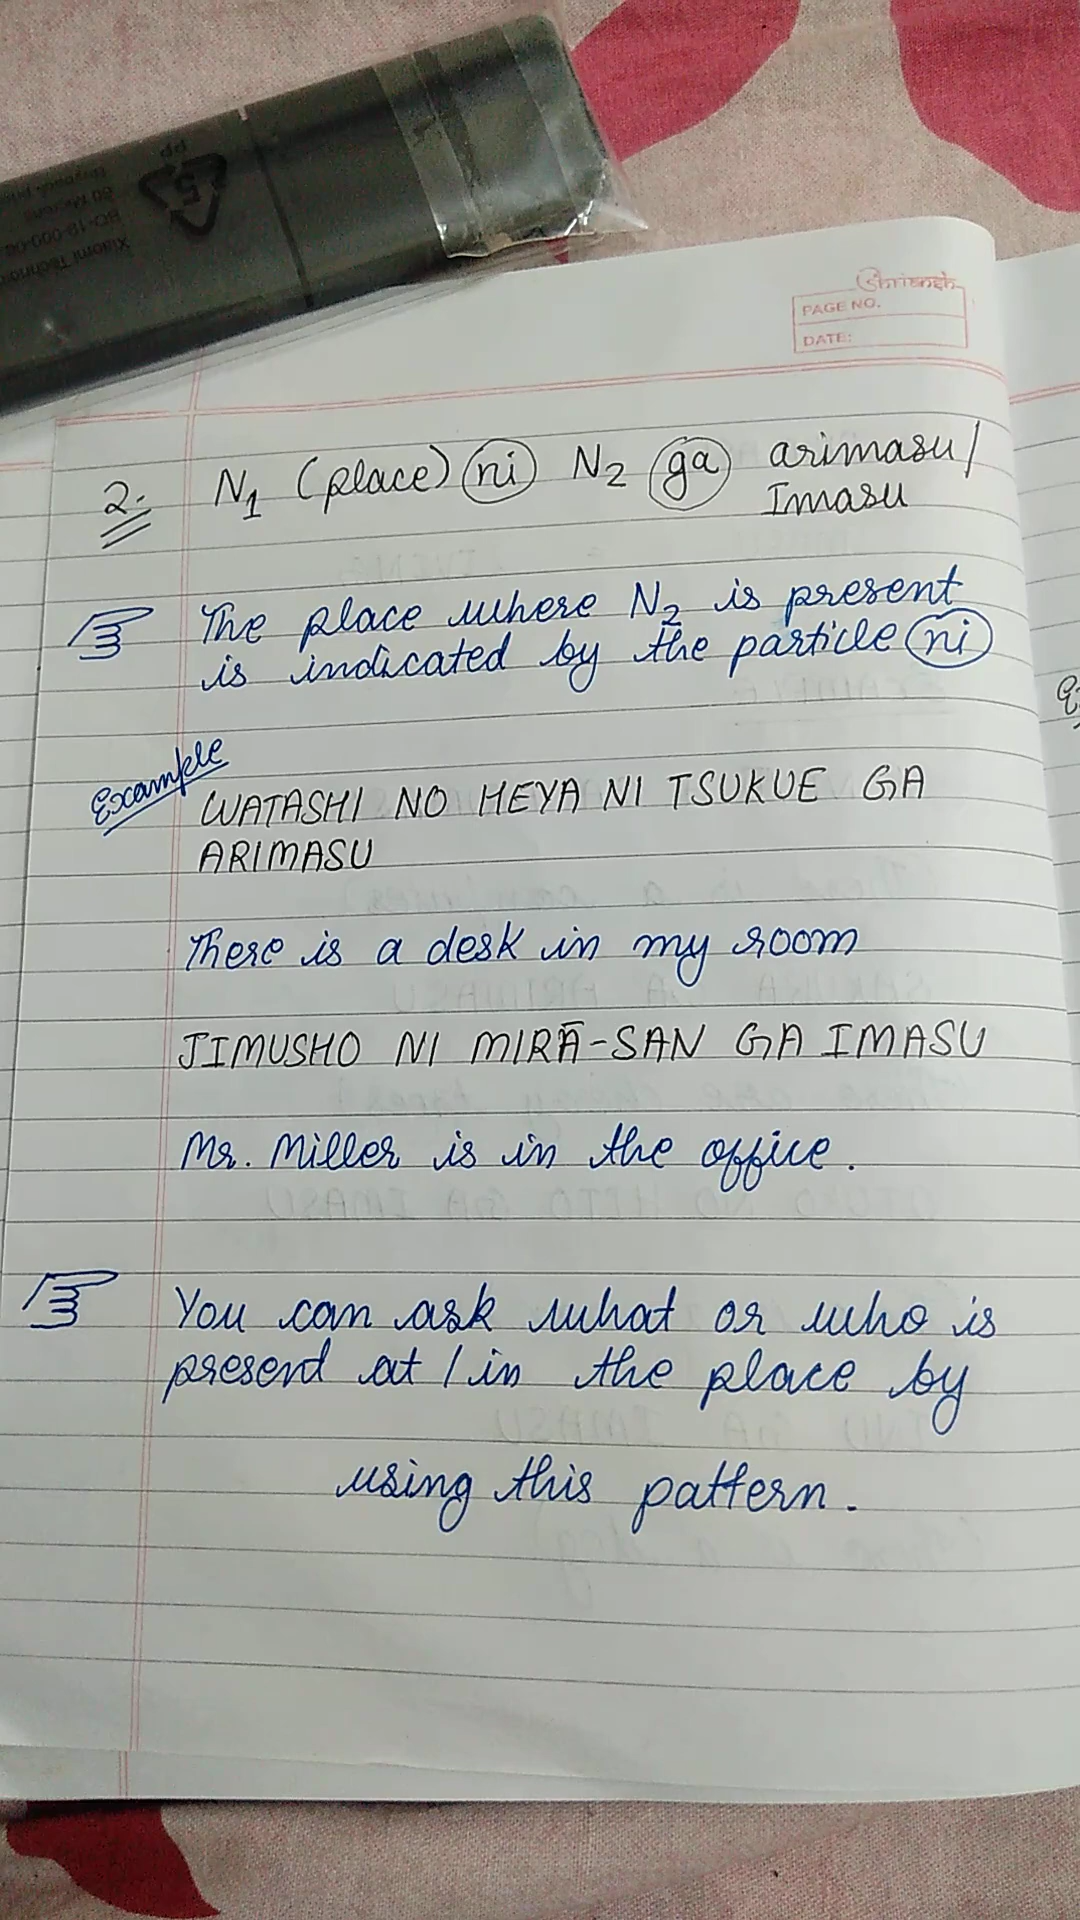 Shriansh
PAGE NO.
DATE:
2. N1 (place) ni N2 ga arimasu/
Imasu
The place where N2 is present
is indicated by the particle ni
Example
WATASHI NO HEYA NI TSUKUE GA
ARIMASU
There is a desk in my room
JIMUSHO NI MIRĀ-SAN GA IMASU
Mr. Miller is in the office.
You can ask what or who is
present at / in the place by
using this pattern.